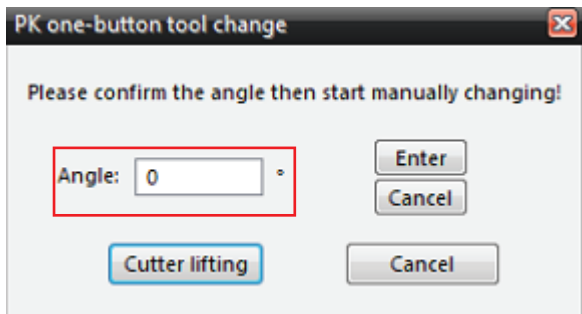 PK one-button tool change
Please confirm the angle then start manually changing!
Angle: 0 °
Enter
Cancel
Cutter lifting
Cancel